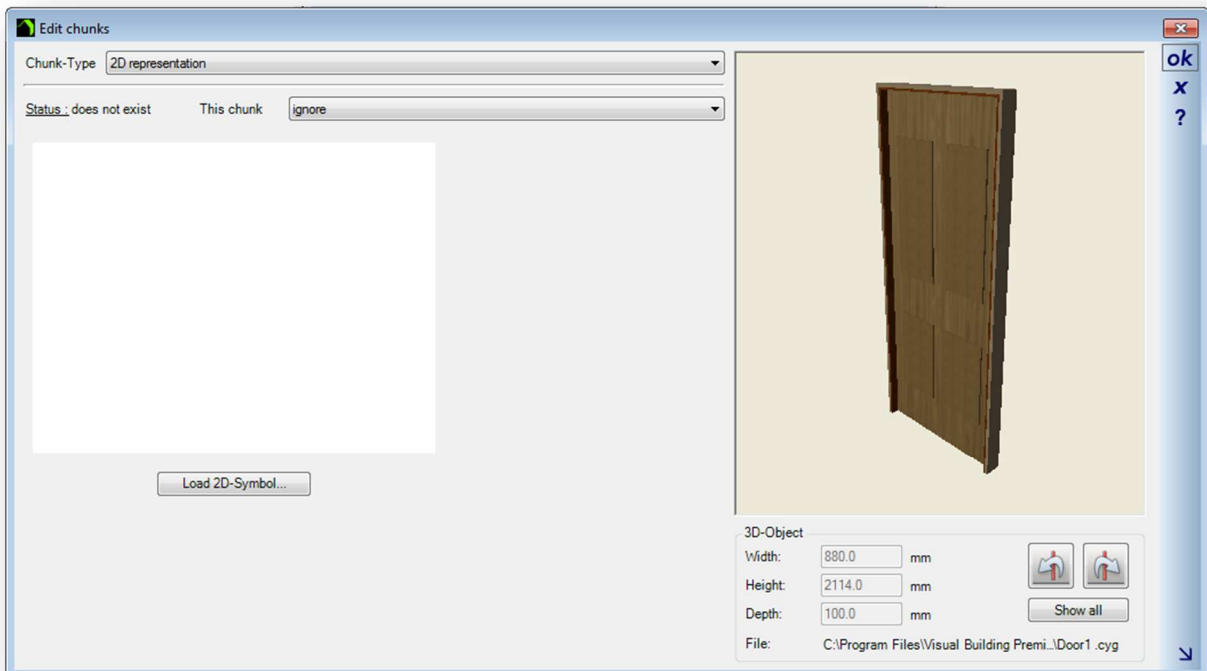 Edit chunks
Chunk-Type 2D representation
Status : does not exist This chunk ignore
Load 2D-Symbol...
ok
x
?
3D-Object
Width: 880.0 mm
Height: 2114.0 mm
Depth: 100.0 mm
Show all
File: C:\Program Files\Visual Building Premi...\Door1 .cyg